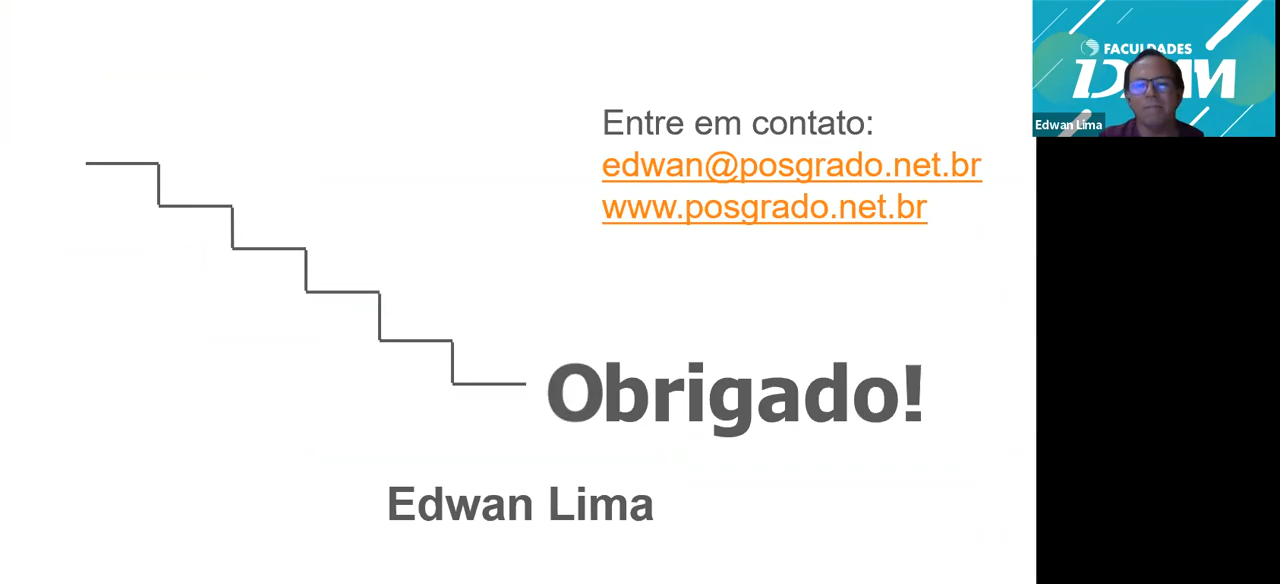 Entre em contato:
edwan@posgrado.net.br
www.posgrado.net.br
Obrigado!
Edwan Lima
FACULDADES
Edwan Lima